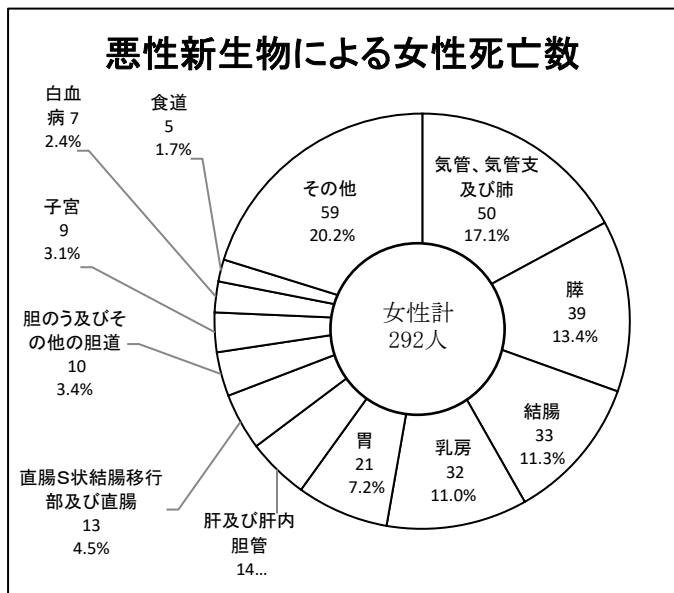 悪性新生物による女性死亡数
気管、気管支
及び肺
50
17.1%
膵
39
13.4%
結腸
33
11.3%
乳房
32
11.0%
胃
21
7.2%
肝及び肝内
胆管
14...
直腸S状結腸移行
部及び直腸
13
4.5%
胆のう及びそ
の他の胆道
10
3.4%
子宮
9
3.1%
白血
病 7
2.4%
食道
5
1.7%
その他
59
20.2%
女性計
292人